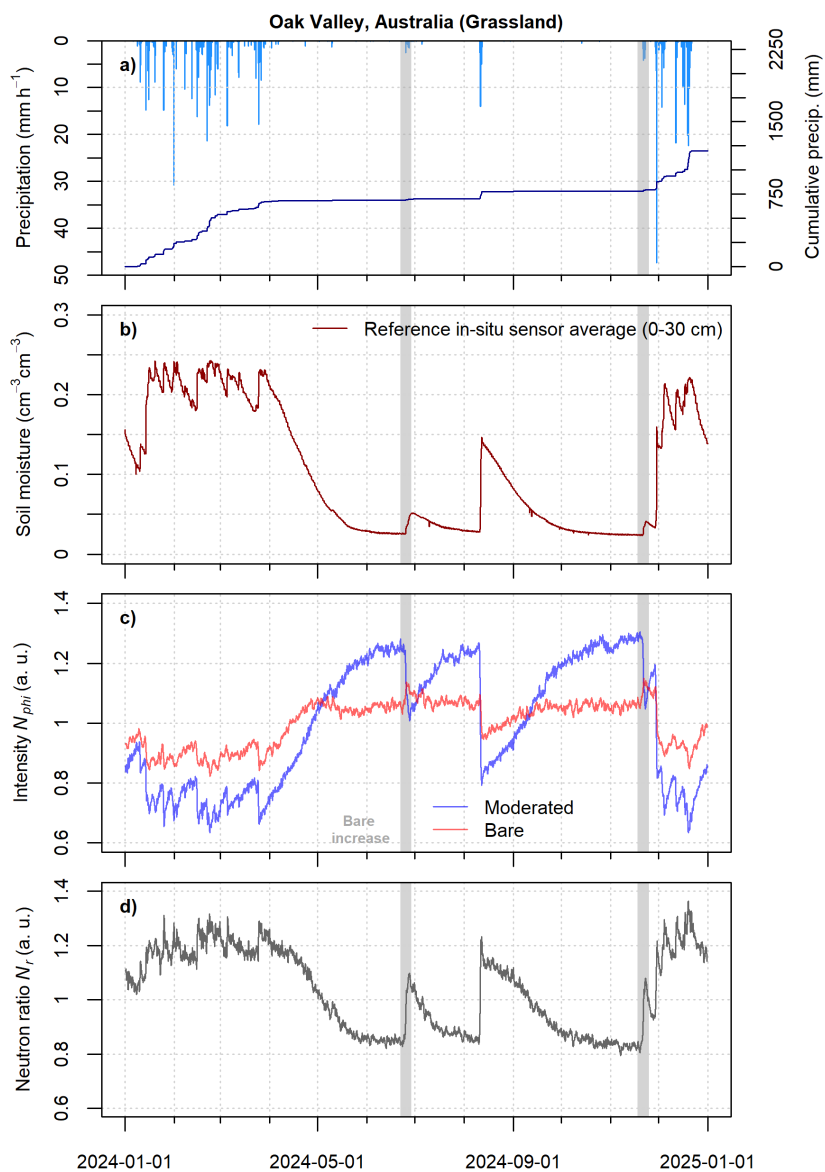 Oak Valley, Australia (Grassland)
a)
Precipitation (mm h⁻¹)
0
10
20
30
40
50
Cumulative precip. (mm)
2250
1500
750
0
b)
Reference in-situ sensor average (0-30 cm)
Soil moisture (cm⁻³cm⁻³)
0.3
0.2
0.1
0
c)
Intensity N_phi (a. u.)
1.4
1.2
1
0.8
0.6
Moderated
Bare
Bare
increase
d)
Neutron ratio N_r (a. u.)
1.4
1.2
1
0.8
0.6
2024-01-01
2024-05-01
2024-09-01
2025-01-01